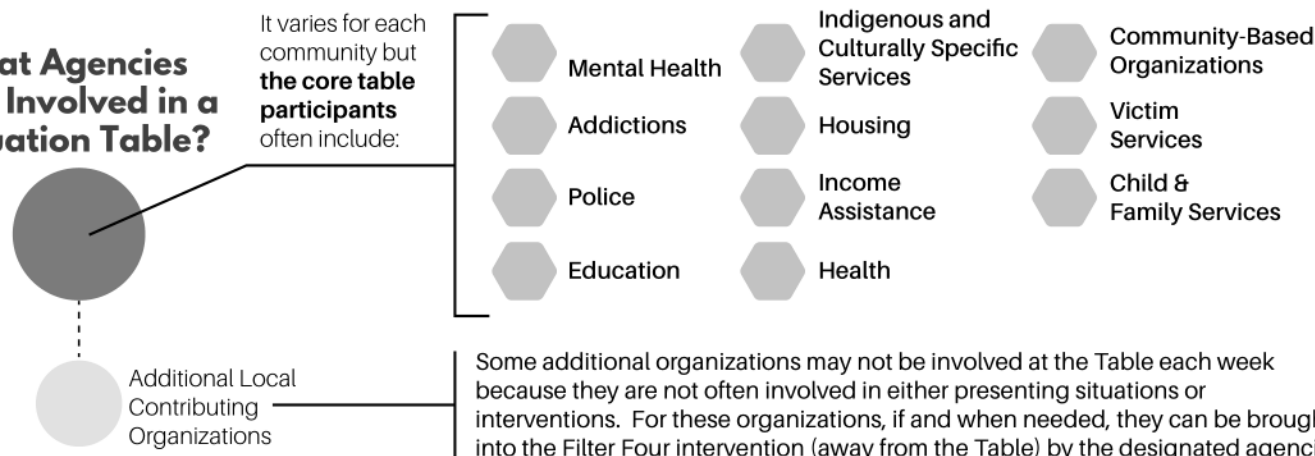 at Agencies
Involved in a
uation Table?
It varies for each
community but
the core table
participants
often include:
Mental Health
Addictions
Police
Education
Indigenous and
Culturally Specific
Services
Housing
Income
Assistance
Health
Community-Based
Organizations
Victim
Services
Child &
Family Services
Additional Local
Contributing
Organizations
Some additional organizations may not be involved at the Table each week
because they are not often involved in either presenting situations or
interventions. For these organizations, if and when needed, they can be brough
into the Filter Four intervention (away from the Table) by the designated agenci